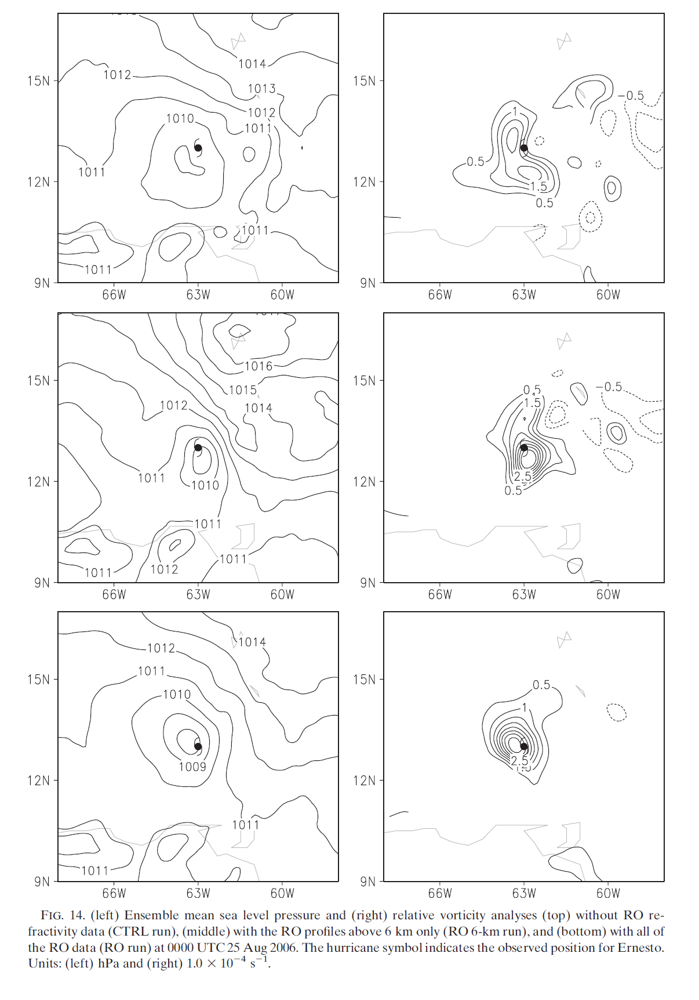 1014
1012
15N
1013
1012
1010
1011
1011
12N
1011
1011
9N
66W 63W 60W
15N
-0.5
1
0.5
12N
1.5
0.5
9N
66W 63W 60W
1016
15N
1015
1012
1014
1011
12N
1010
1011
1011
1012
1011
9N
66W 63W 60W
15N
0.5
-0.5
1.5
12N
2.5
0.5
9N
66W 63W 60W
1014
1012
1011
15N
1010
1009
12N
1011
1011
9N
66W 63W 60W
15N
0.5
1
2.5
1.5
12N
9N
66W 63W 60W
FIG. 14. (left) Ensemble mean sea level pressure and (right) relative vorticity analyses (top) without RO re-
fractivity data (CTRL run), (middle) with the RO profiles above 6 km only (RO 6-km run), and (bottom) with all of
the RO data (RO run) at 0000 UTC 25 Aug 2006. The hurricane symbol indicates the observed position for Ernesto.
Units: (left) hPa and (right) 1.0 × 10⁻⁴ s⁻¹.